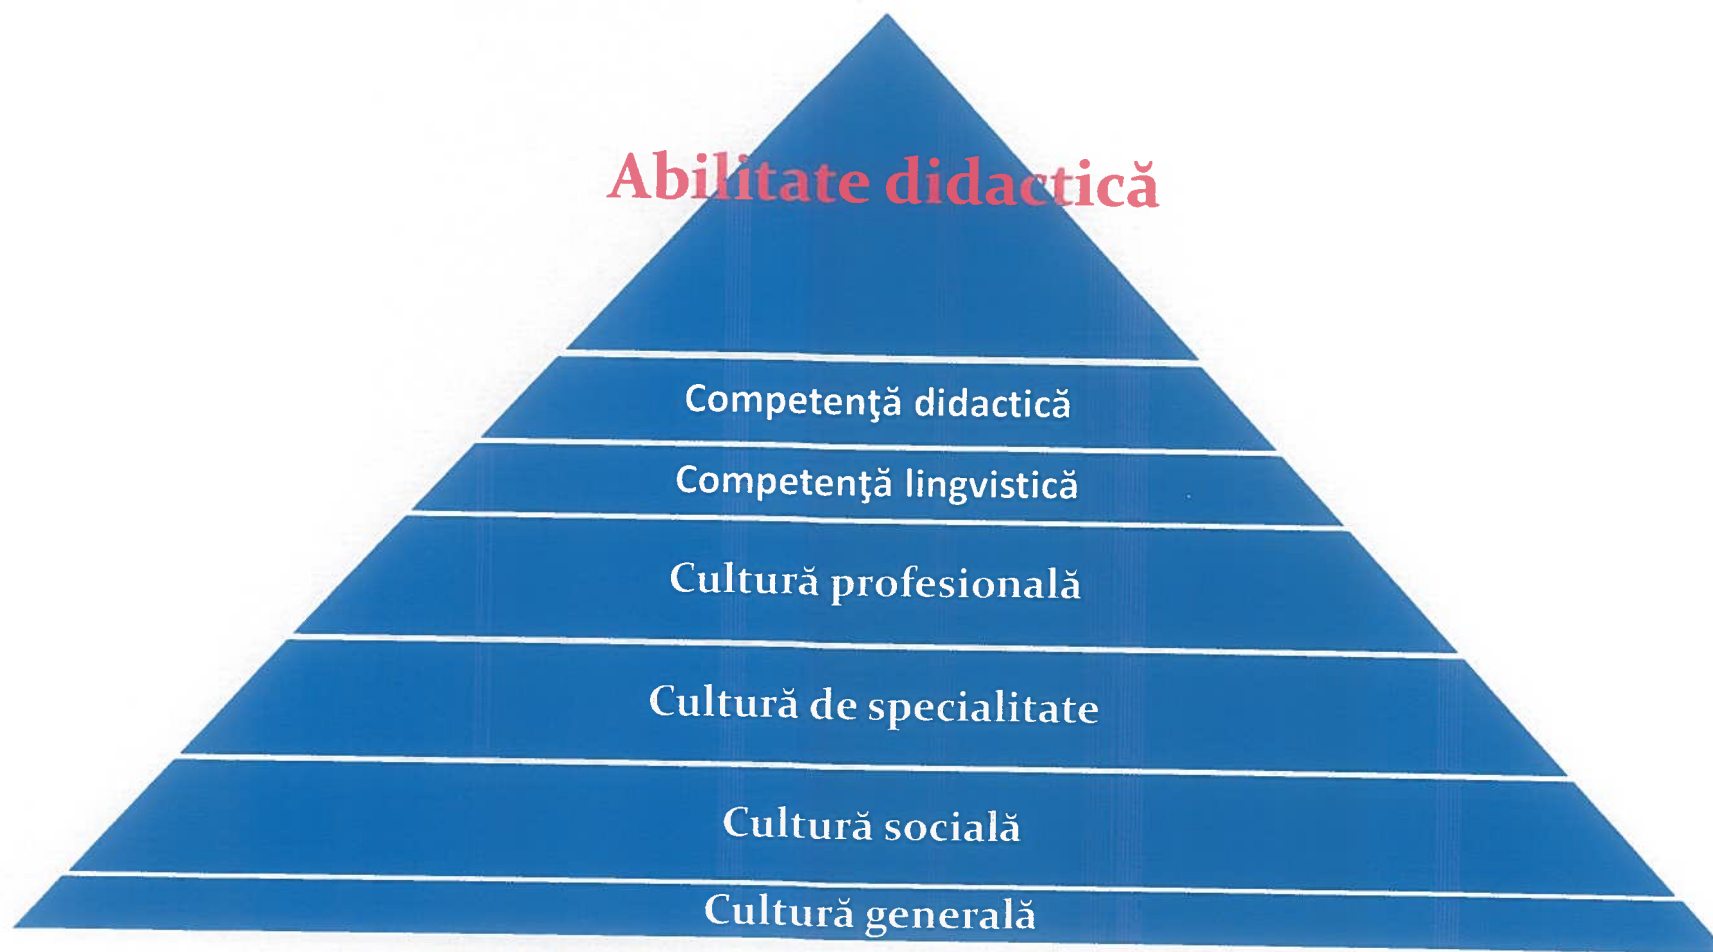 Abilitate didactică
Competenţă didactică
Competenţă lingvistică
Cultură profesională
Cultură de specialitate
Cultură socială
Cultură generală